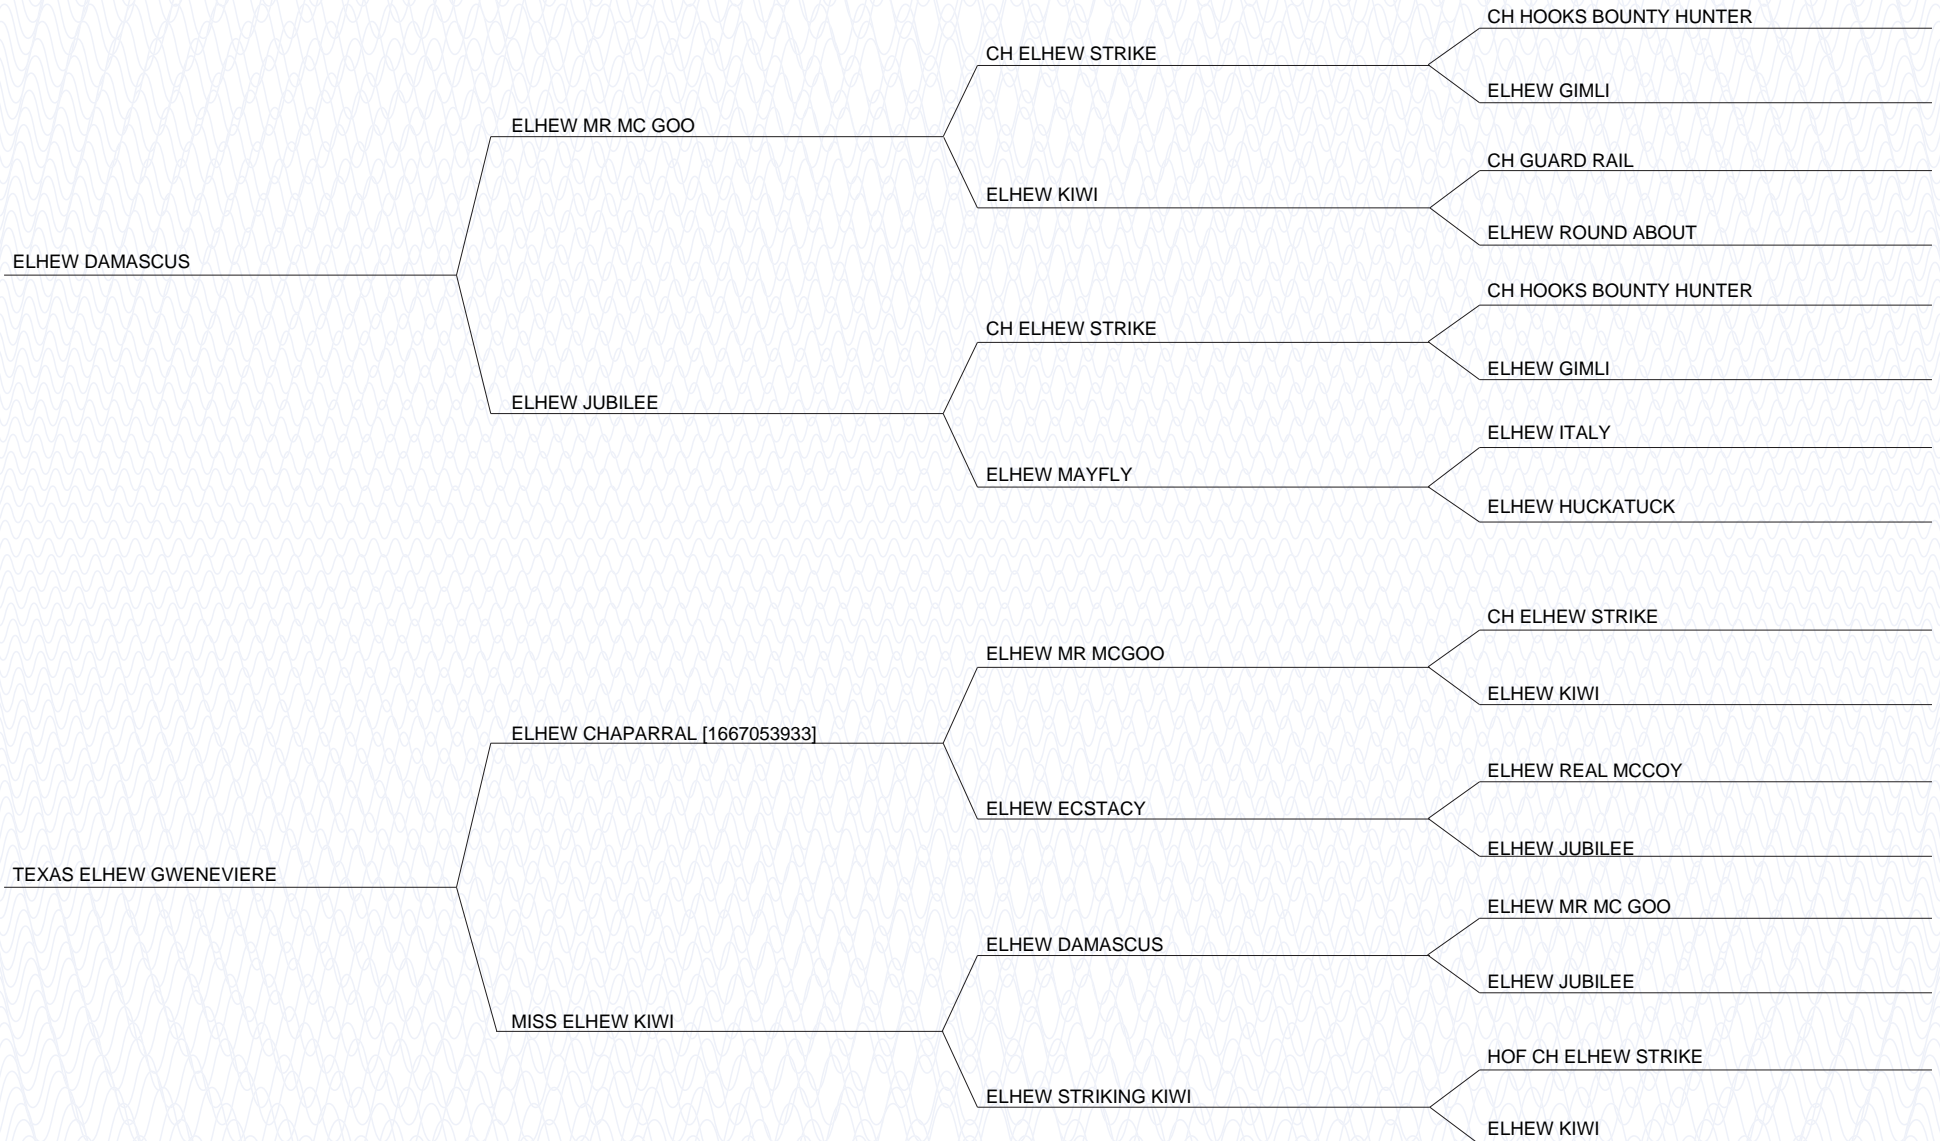 CH HOOKS BOUNTY HUNTER
CH ELHEW STRIKE
ELHEW GIMLI
ELHEW MR MC GOO
CH GUARD RAIL
ELHEW KIWI
ELHEW ROUND ABOUT
ELHEW DAMASCUS
CH HOOKS BOUNTY HUNTER
CH ELHEW STRIKE
ELHEW GIMLI
ELHEW JUBILEE
ELHEW ITALY
ELHEW MAYFLY
ELHEW HUCKATUCK
CH ELHEW STRIKE
ELHEW MR MCGOO
ELHEW KIWI
ELHEW CHAPARRAL [1667053933]
ELHEW REAL MCCOY
ELHEW ECSTACY
ELHEW JUBILEE
TEXAS ELHEW GWENEVIERE
ELHEW MR MC GOO
ELHEW DAMASCUS
ELHEW JUBILEE
MISS ELHEW KIWI
HOF CH ELHEW STRIKE
ELHEW STRIKING KIWI
ELHEW KIWI